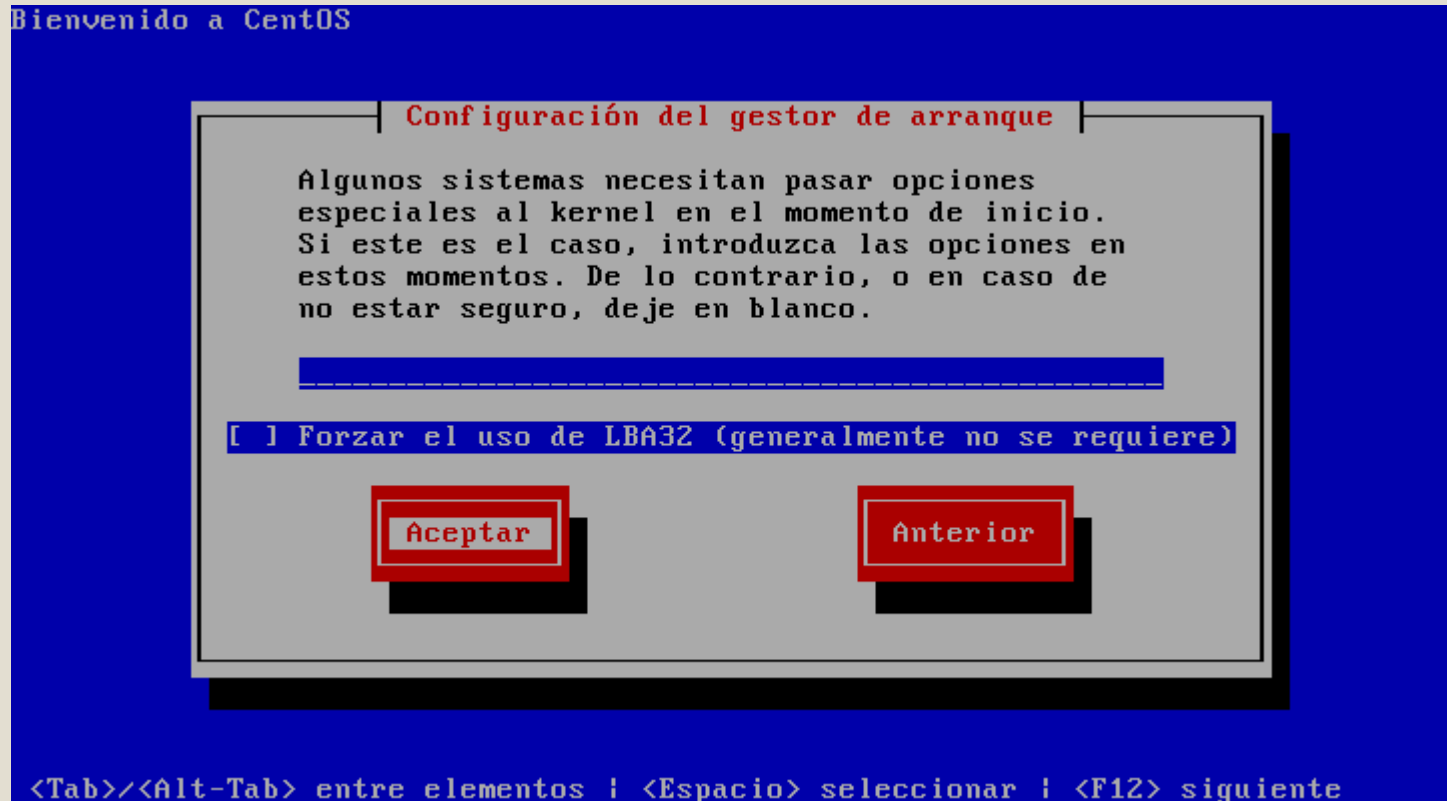 Bienvenido a CentOS
Configuración del gestor de arranque
Algunos sistemas necesitan pasar opciones
especiales al kernel en el momento de inicio.
Si este es el caso, introduzca las opciones en
estos momentos. De lo contrario, o en caso de
no estar seguro, deje en blanco.
[ ] Forzar el uso de LBA32 (generalmente no se requiere)
Aceptar
Anterior
<Tab>/<Alt-Tab> entre elementos | <Espacio> seleccionar | <F12> siguiente